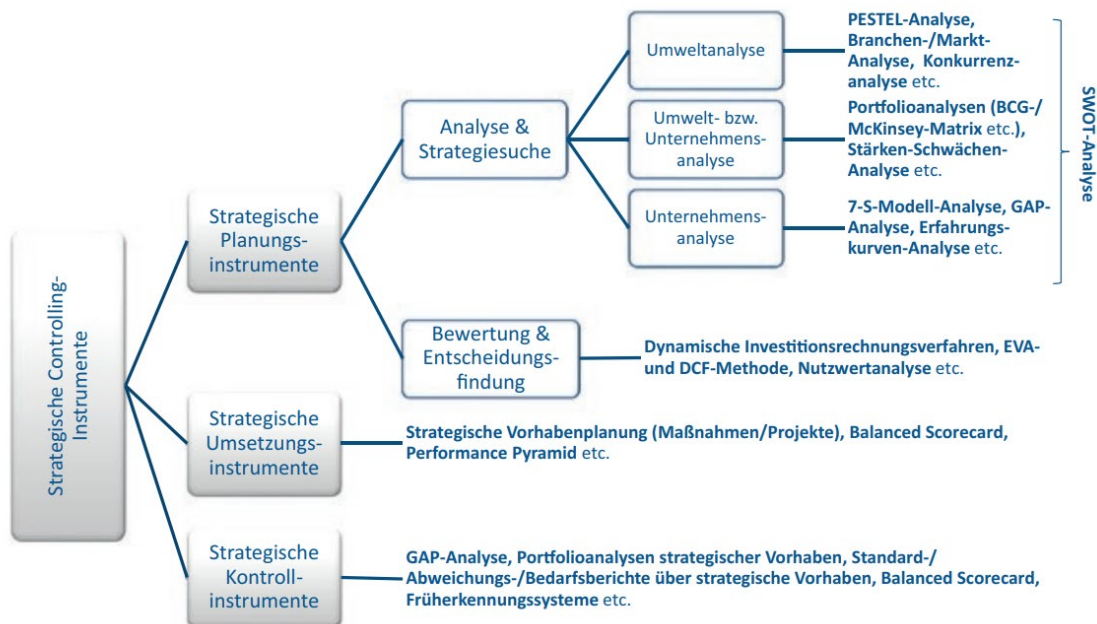 Strategische Controlling-
Instrumente
Strategische
Planungs-
instrumente
Analyse &
Strategiesuche
Umweltanalyse
PESTEL-Analyse,
Branchen-/Markt-
Analyse, Konkurrenz-
analyse etc.
Umwelt- bzw.
Unternehmens-
analyse
Portfolioanalysen (BCG-/
McKinsey-Matrix etc.),
Stärken-Schwächen-
Analyse etc.
Unternehmens-
analyse
7-S-Modell-Analyse, GAP-
Analyse, Erfahrungs-
kurven-Analyse etc.
SWOT-Analyse
Bewertung &
Entscheidungs-
findung
Dynamische Investitionsrechnungsverfahren, EVA-
und DCF-Methode, Nutzwertanalyse etc.
Strategische
Umsetzungs-
instrumente
Strategische Vorhabenplanung (Maßnahmen/Projekte), Balanced Scorecard,
Performance Pyramid etc.
Strategische
Kontroll-
instrumente
GAP-Analyse, Portfolioanalysen strategischer Vorhaben, Standard-/
Abweichungs-/Bedarfsberichte über strategische Vorhaben, Balanced Scorecard,
Früherkennungssysteme etc.